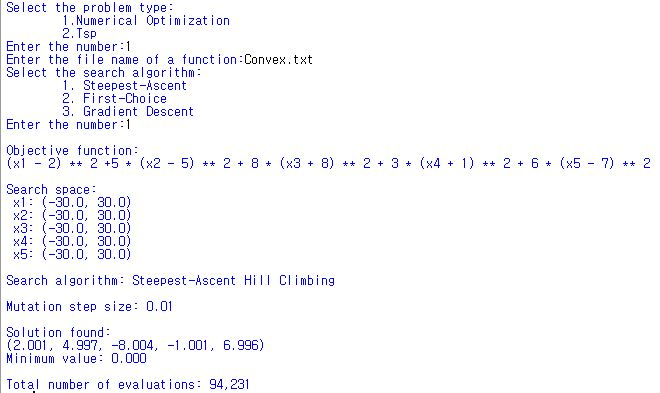 Select the problem type:
1.Numerical Optimization
2.Tsp
Enter the number:1
Enter the file name of a function:Convex.txt
Select the search algorithm:
1. Steepest-Ascent
2. First-Choice
3. Gradient Descent
Enter the number:1
Objective function:
(x1 - 2) ** 2 +5 * (x2 - 5) ** 2 + 8 * (x3 + 8) ** 2 + 3 * (x4 + 1) ** 2 + 6 * (x5 - 7) ** 2
Search space:
x1: (-30.0, 30.0)
x2: (-30.0, 30.0)
x3: (-30.0, 30.0)
x4: (-30.0, 30.0)
x5: (-30.0, 30.0)
Search algorithm: Steepest-Ascent Hill Climbing
Mutation step size: 0.01
Solution found:
(2.001, 4.997, -8.004, -1.001, 6.996)
Minimum value: 0.000
Total number of evaluations: 94,231